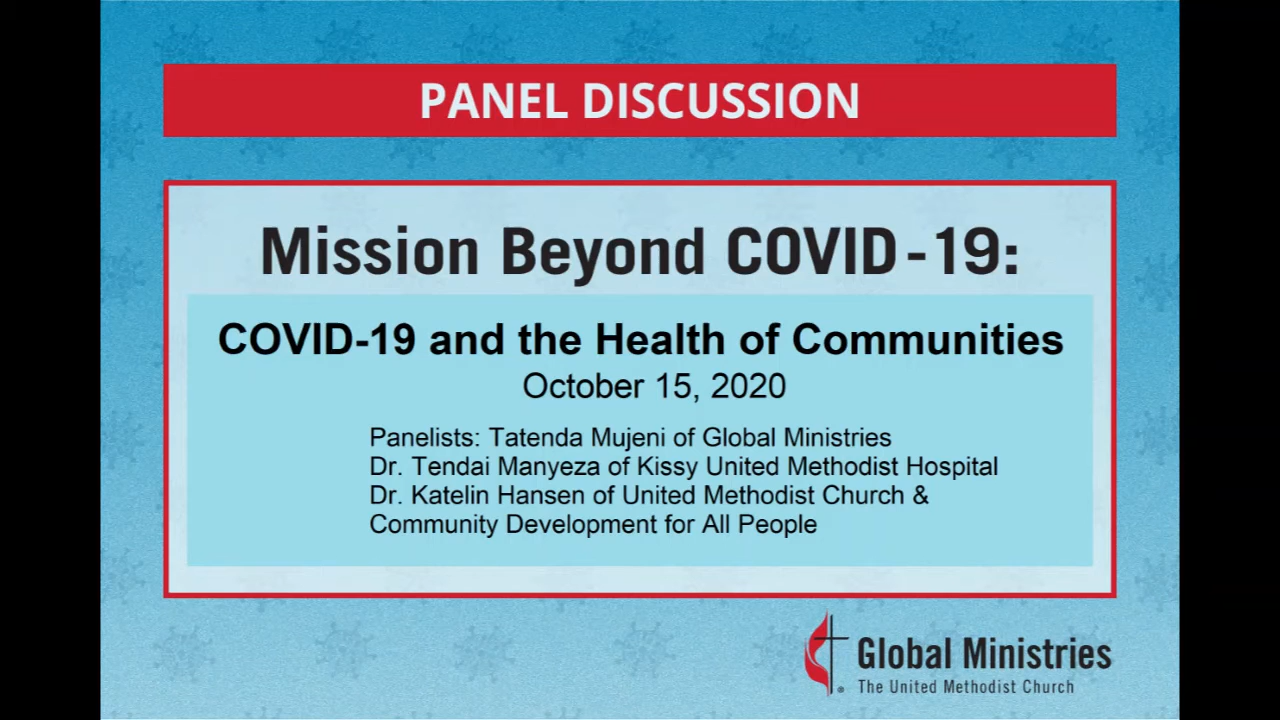 PANEL DISCUSSION
Mission Beyond COVID-19:
COVID-19 and the Health of Communities
October 15, 2020
Panelists: Tatenda Mujeni of Global Ministries
Dr. Tendai Manyeza of Kissy United Methodist Hospital
Dr. Katelin Hansen of United Methodist Church &
Community Development for All People
Global Ministries
® The United Methodist Church